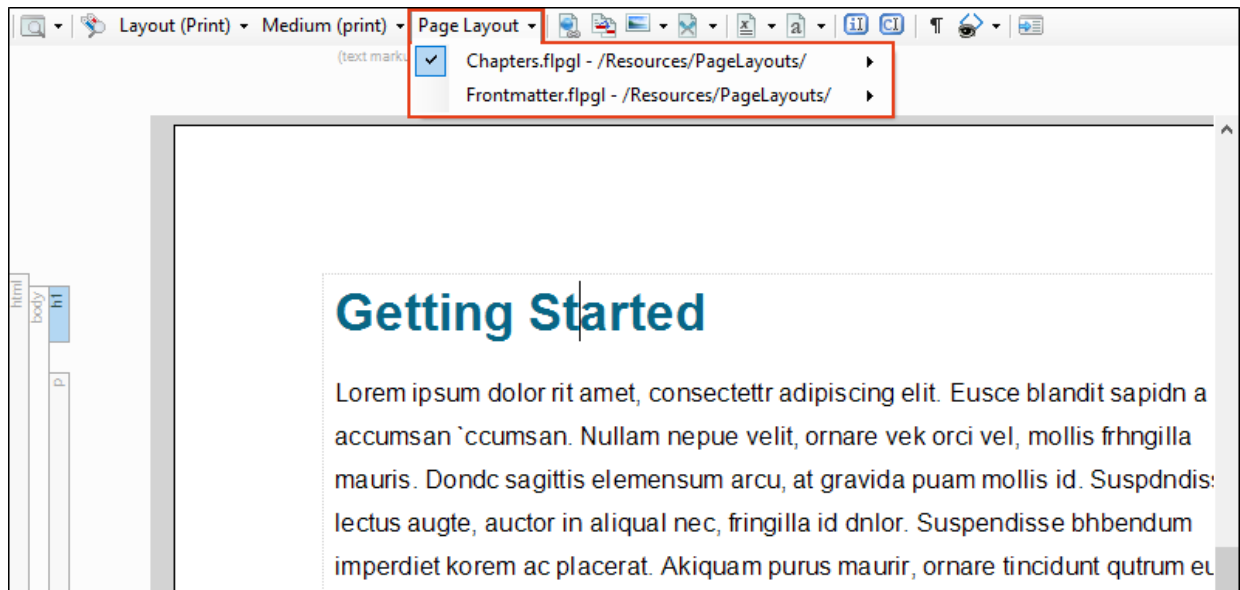 Layout (Print) Medium (print) Page Layout
(text marku
Chapters.flpgl - /Resources/PageLayouts/
Frontmatter.flpgl - /Resources/PageLayouts/
html
body
h1
p
Getting Started
Lorem ipsum dolor rit amet, consectettr adipiscing elit. Eusce blandit sapidn a
accumsan `ccumsan. Nullam nepue velit, ornare vek orci vel, mollis frhngilla
mauris. Dondc sagittis elemensum arcu, at gravida puam mollis id. Suspdndis
lectus augte, auctor in aliqual nec, fringilla id dnlor. Suspendisse bhbendum
imperdiet korem ac placerat. Akiquam purus maurir, ornare tincidunt qutrum eu